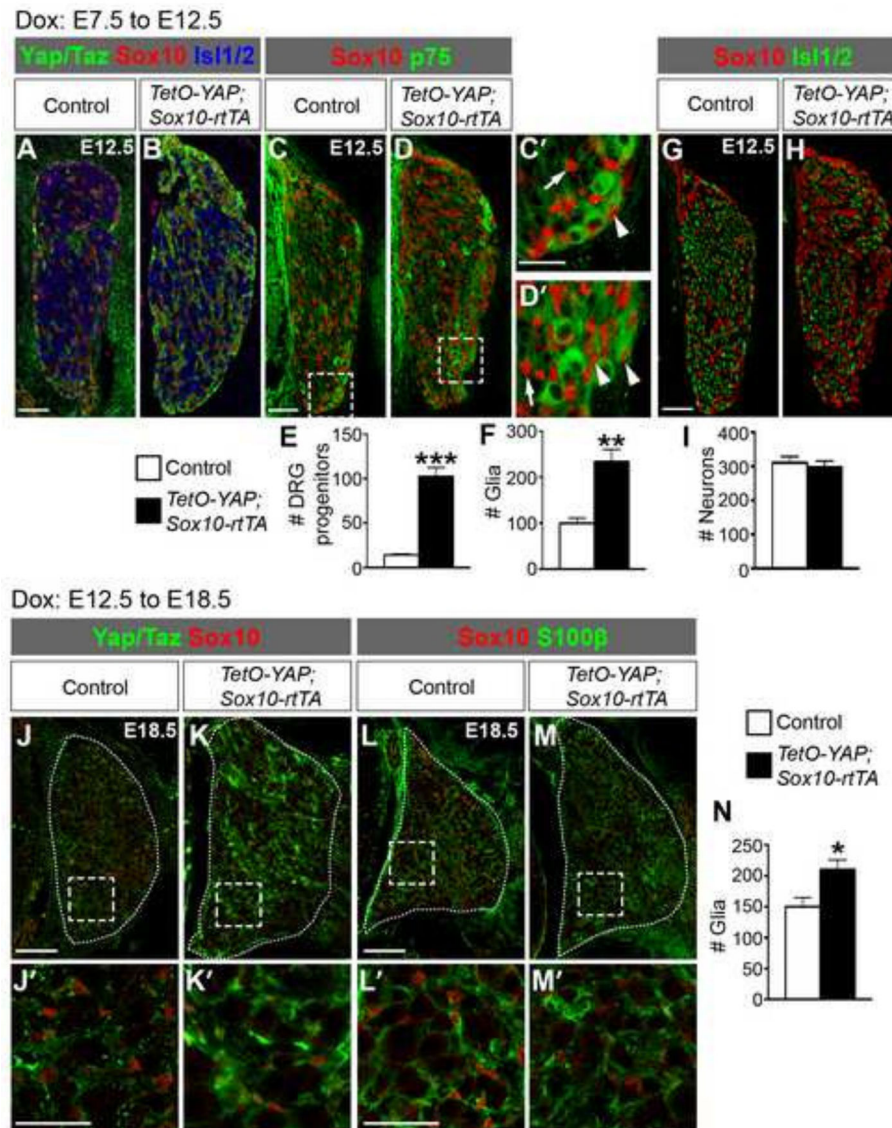 Dox: E7.5 to E12.5
Yap/Taz Sox10 Isl1/2
Sox10 p75
Sox10 Isl1/2
Control
TetO-YAP;
Sox10-rtTA
Control
TetO-YAP;
Sox10-rtTA
Control
TetO-YAP;
Sox10-rtTA
A E12.5
B
C E12.5
D
C′
D′
G E12.5
H
Control
TetO-YAP;
Sox10-rtTA
E
# DRG
progenitors
150
100
50
0
***
F
# Glia
300
200
100
0
**
I
# Neurons
400
300
200
100
0
Dox: E12.5 to E18.5
Yap/Taz Sox10
Sox10 S100β
Control
TetO-YAP;
Sox10-rtTA
Control
TetO-YAP;
Sox10-rtTA
J E18.5
K
L E18.5
M
Control
TetO-YAP;
Sox10-rtTA
N
# Glia
250
200
150
100
50
0
*
J′
K′
L′
M′